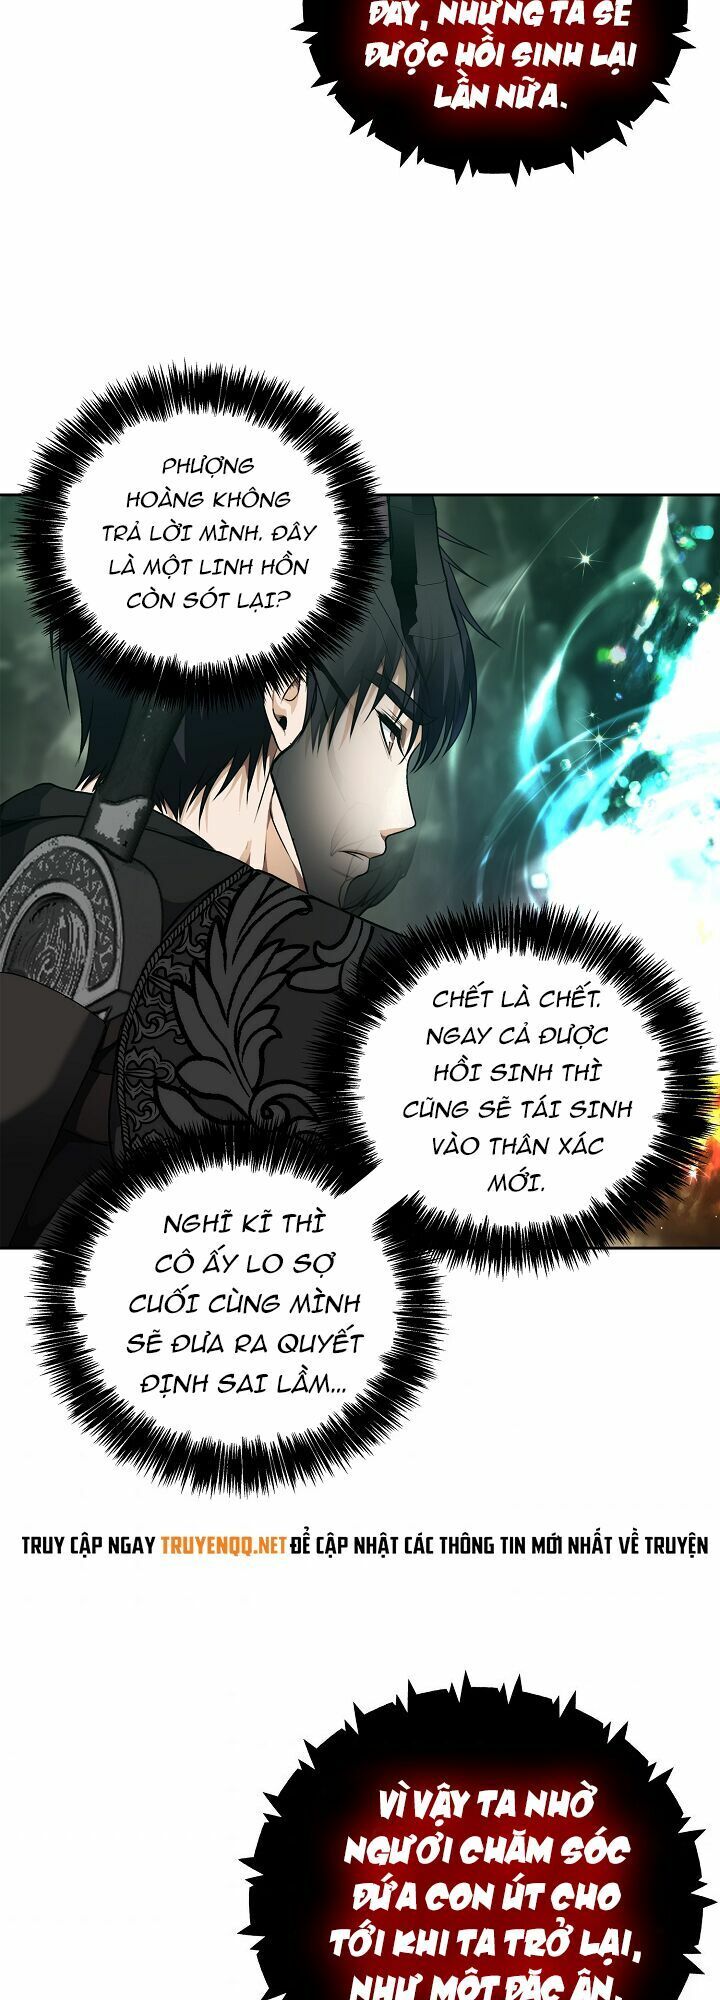 ĐÂY, NHƯNG TA SẼ
ĐƯỢC HỒI SINH LẠI
LẦN NỮA.
PHƯỢNG
HOÀNG KHÔNG
TRẢ LỜI MÌNH. ĐÂY
LÀ MỘT LINH HỒN
CÒN SÓT LẠI?
CHẾT LÀ CHẾT.
NGAY CẢ ĐƯỢC
HỒI SINH THÌ
CŨNG SẼ TÁI SINH
VÀO THÂN XÁC
MỚI.
NGHĨ KĨ THÌ
CÔ ẤY LO SỢ
CUỐI CÙNG MÌNH
SẼ ĐƯA RA QUYẾT
ĐỊNH SAI LẦM...
TRUY CẬP NGAY TRUYENQQ.NET ĐỂ CẬP NHẬT CÁC THÔNG TIN MỚI NHẤT VỀ TRUYỆN
VÌ VẬY TA NHỜ
NGƯƠI CHĂM SÓC
ĐỨA CON ÚT CHO
TỚI KHI TA TRỞ LẠI,
NHƯ MỘT ĐẶC ÂN.